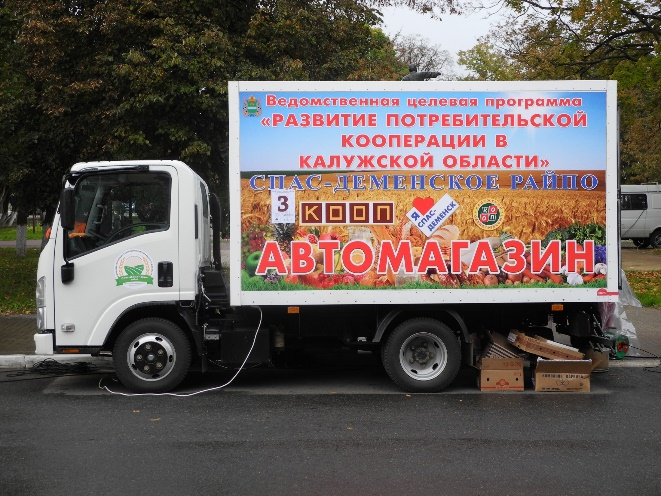 Ведомственная целевая программа
«РАЗВИТИЕ ПОТРЕБИТЕЛЬСКОЙ
КООПЕРАЦИИ В
КАЛУЖСКОЙ ОБЛАСТИ»
СПАС-ДЕМЕНСКОЕ РАЙПО
3
КООП
Я
СПАС-ДЕМЕНСК
АВТОМАГАЗИН